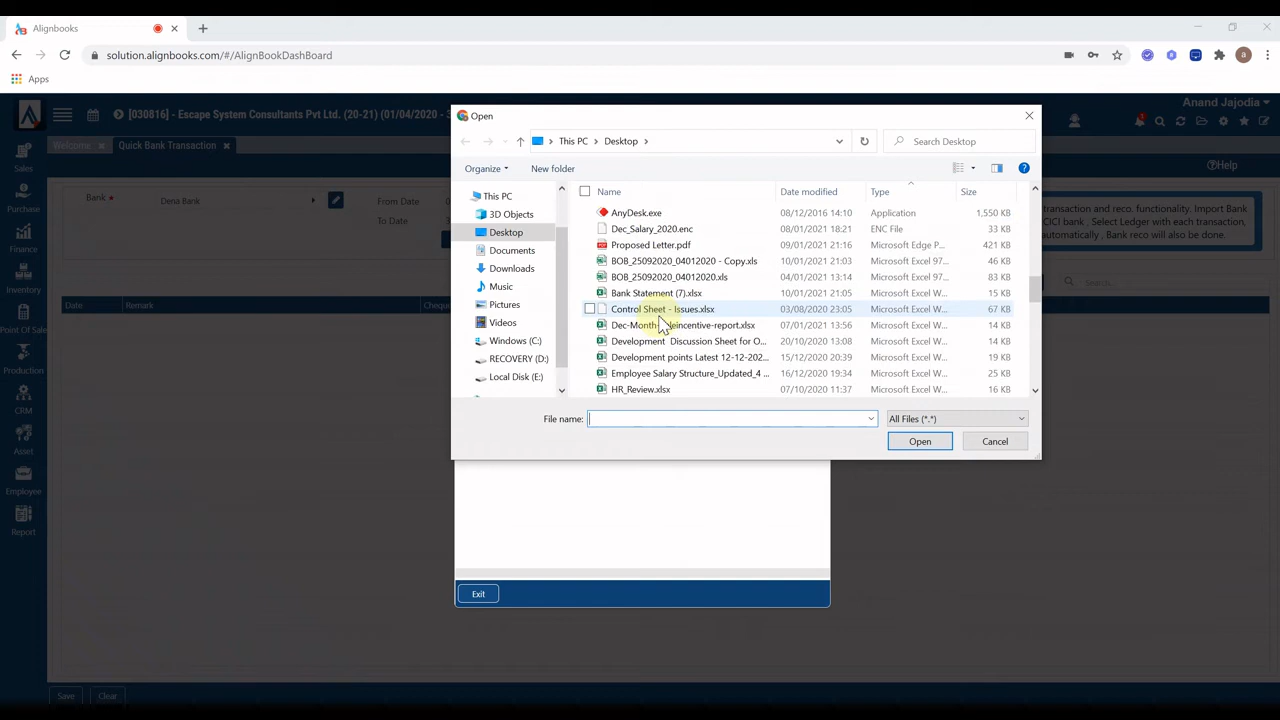 Alignbooks
solution.alignbooks.com/#/AlignBookDashBoard
a
Apps
[030816] - Escape System Consultants Pvt Ltd. (20-21) (01/04/2020 - 3
Anand Jajodia
Welcome
Quick Bank Transaction
Help
Sales
Purchase
Finance
Inventory
Point Of Sale
Production
CRM
Asset
Employee
Report
Bank *
Dena Bank
From Date
To Date
transaction and reco. functionality. Import Bank
CICI bank , Select Ledger with each transaction,
automatically , Bank reco will also be done.
Date
Remark
Cheque
Search
Open
This PC
Desktop
Search Desktop
Organize
New folder
This PC
3D Objects
Desktop
Documents
Downloads
Music
Pictures
Videos
Windows (C:)
RECOVERY (D:)
Local Disk (E:)
Name Date modified Type Size
AnyDesk.exe 08/12/2016 14:10 Application 1,550 KB
Dec_Salary_2020.enc 08/01/2021 18:21 ENC File 33 KB
Proposed Letter.pdf 09/01/2021 21:16 Microsoft Edge P... 421 KB
BOB_25092020_04012020 - Copy.xls 10/01/2021 21:03 Microsoft Excel 97... 46 KB
BOB_25092020_04012020.xls 04/01/2021 13:14 Microsoft Excel 97... 83 KB
Bank Statement (7).xlsx 10/01/2021 21:05 Microsoft Excel W... 15 KB
Control Sheet - Issues.xlsx 03/08/2020 23:05 Microsoft Excel W... 67 KB
07/01/2021 13:56 Microsoft Excel W... 14 KB
Development Discussion Sheet for O... 20/10/2020 13:08 Microsoft Excel W... 14 KB
Development points Latest 12-12-202... 15/12/2020 20:39 Microsoft Excel W... 19 KB
Employee Salary Structure_Updated_4 ... 16/12/2020 19:34 Microsoft Excel W... 25 KB
HR_Review.xlsx 07/10/2020 11:37 Microsoft Excel W... 16 KB
File name:
All Files (*.*)
Open
Cancel
Exit
Save
Clear